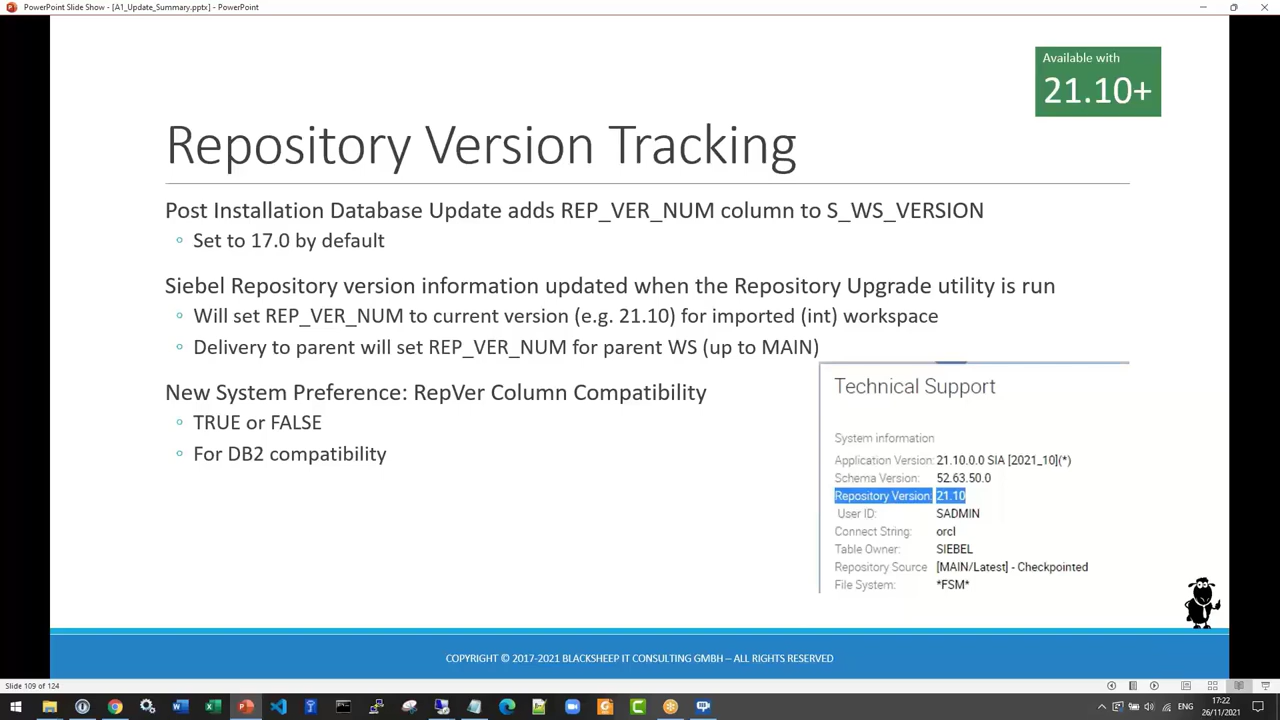 PowerPoint Slide Show - [A1_Update_Summary.pptx] - PowerPoint
Available with
21.10+
Repository Version Tracking
Post Installation Database Update adds REP_VER_NUM column to S_WS_VERSION
◦ Set to 17.0 by default
Siebel Repository version information updated when the Repository Upgrade utility is run
◦ Will set REP_VER_NUM to current version (e.g. 21.10) for imported (int) workspace
◦ Delivery to parent will set REP_VER_NUM for parent WS (up to MAIN)
New System Preference: RepVer Column Compatibility
◦ TRUE or FALSE
◦ For DB2 compatibility
Technical Support
System information
Application Version: 21.10.0.0 SIA [2021_10](*)
Schema Version: 52.63.50.0
Repository Version: 21.10
User ID: SADMIN
Connect String: orcl
Table Owner: SIEBEL
Repository Source [MAIN/Latest] - Checkpointed
File System: *FSM*
COPYRIGHT © 2017-2021 BLACKSHEEP IT CONSULTING GMBH – ALL RIGHTS RESERVED
Slide 109 of 124
ENG
17:22
26/11/2021